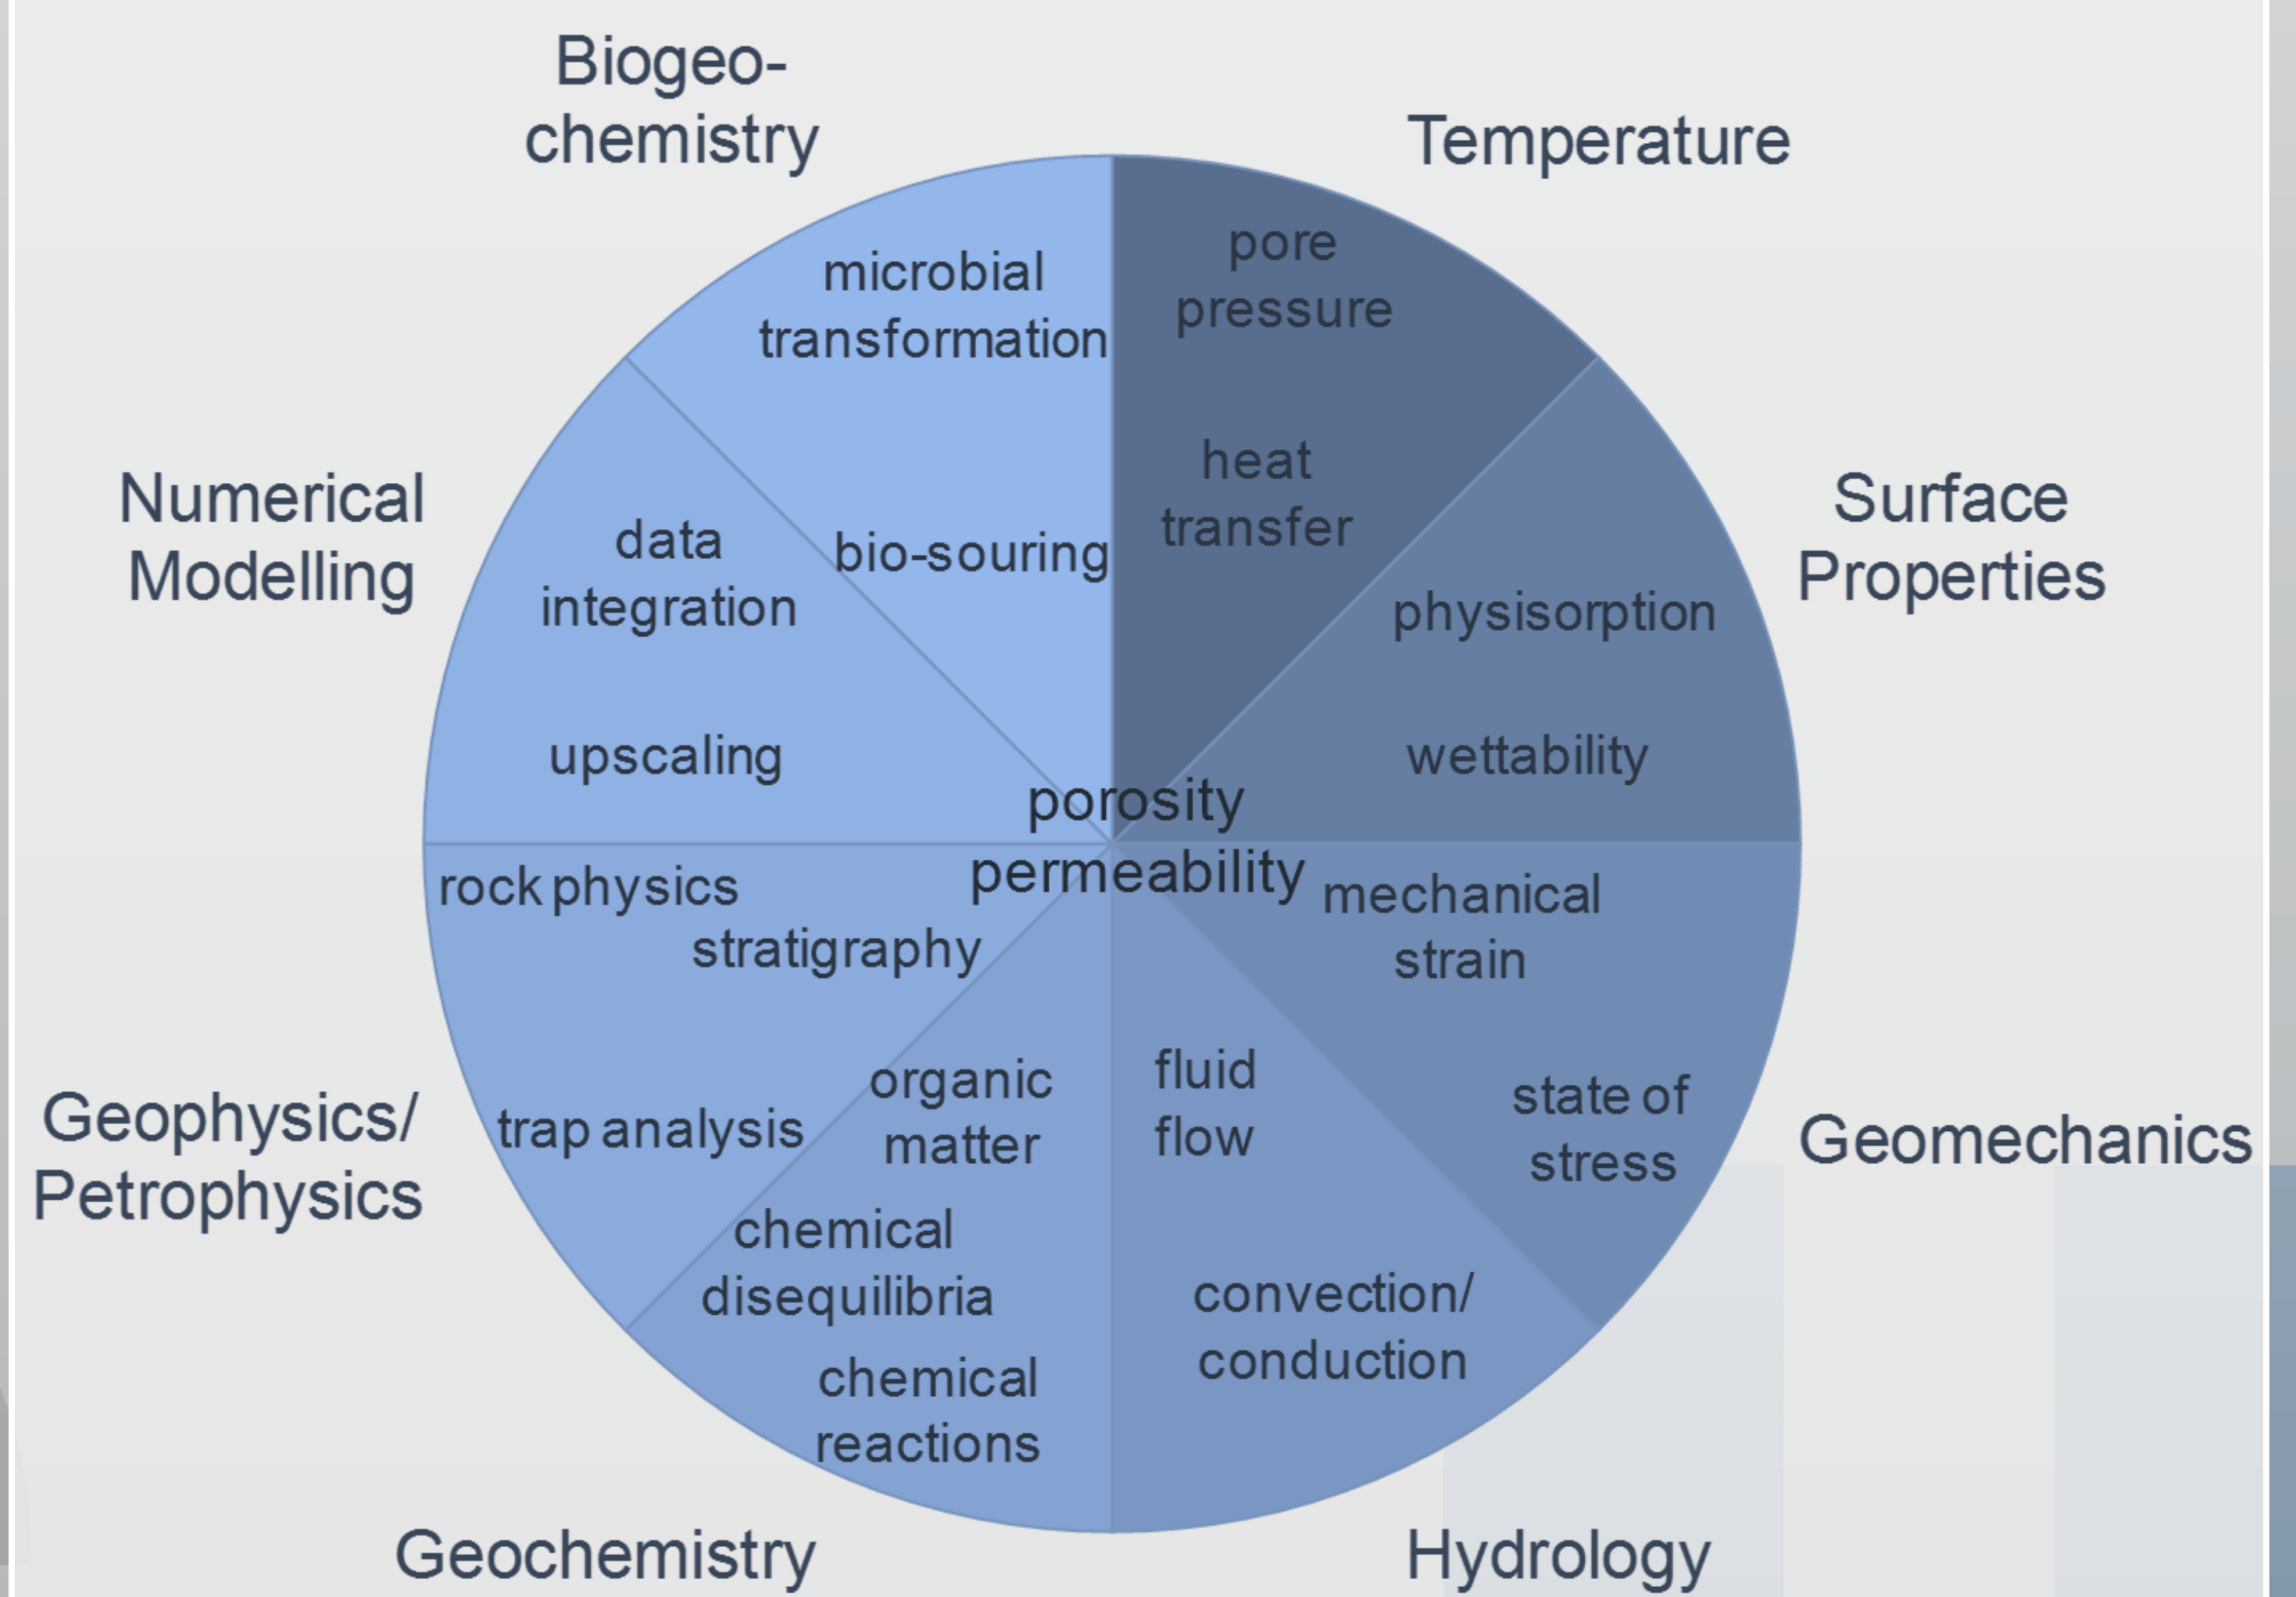 Biogeo-
chemistry
Temperature
microbial
transformation
pore
pressure
bio-souring
heat
transfer
Numerical
Modelling
data
integration
upscaling
Surface
Properties
physisorption
wettability
porosity
permeability
rock physics
stratigraphy
trap analysis
Geophysics/
Petrophysics
mechanical
strain
state of
stress
Geomechanics
organic
matter
chemical
disequilibria
chemical
reactions
fluid
flow
convection/
conduction
Geochemistry
Hydrology